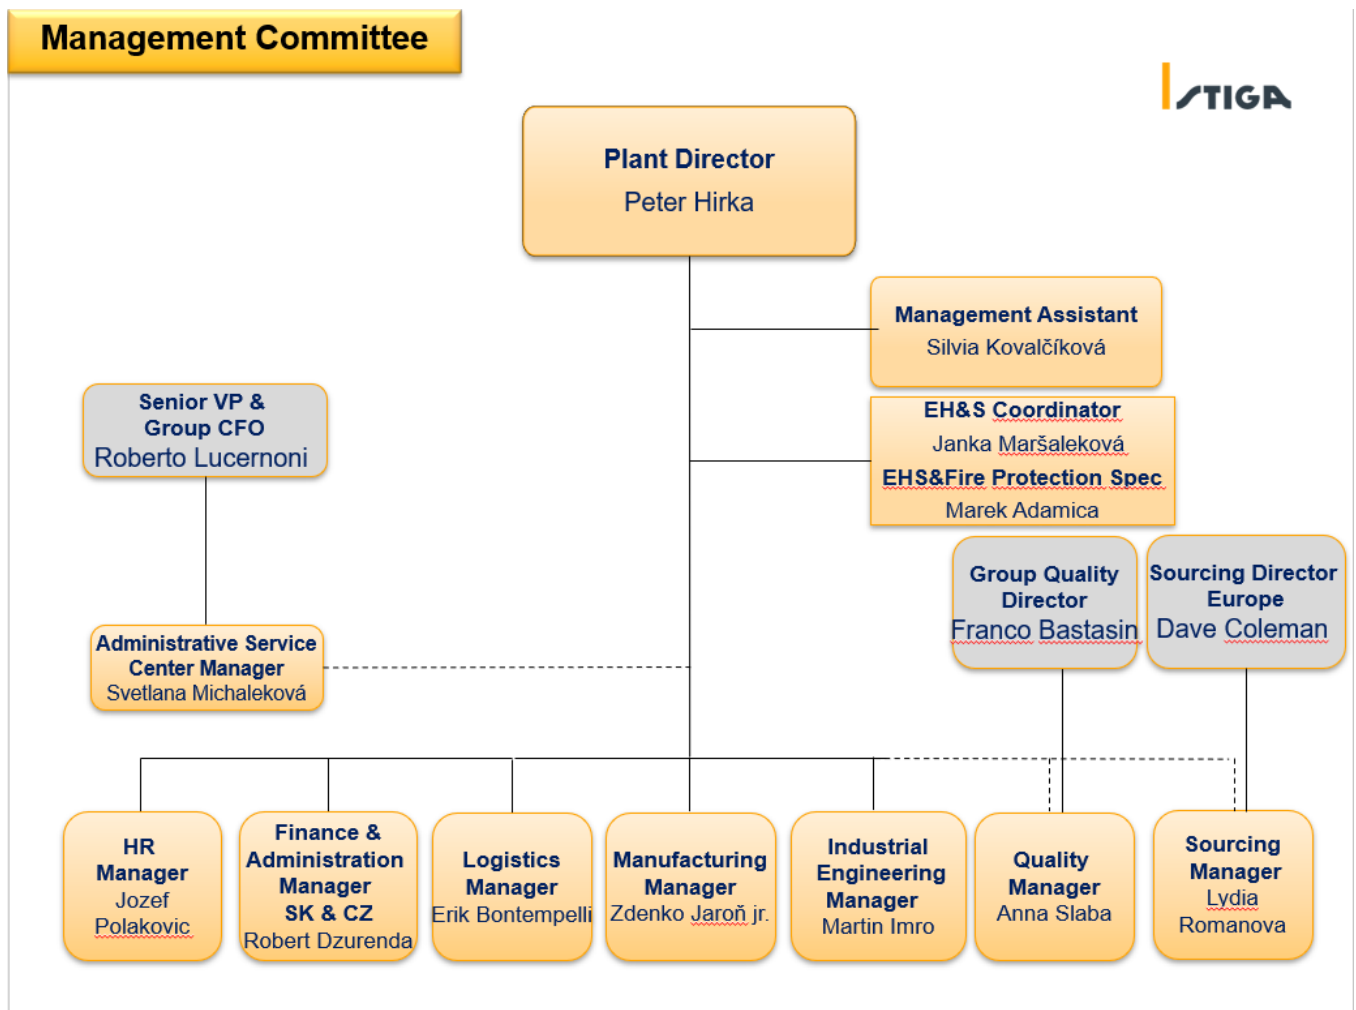 Management Committee
STIGA
Plant Director
Peter Hirka
Management Assistant
Silvia Kovalčíková
EH&S Coordinator
Janka Maršaleková
EHS&Fire Protection Spec
Marek Adamica
Senior VP &
Group CFO
Roberto Lucernoni
Group Quality
Director
Franco Bastasin
Sourcing Director
Europe
Dave Coleman
Administrative Service
Center Manager
Svetlana Michaleková
HR
Manager
Jozef
Polakovic
Finance &
Administration
Manager
SK & CZ
Robert Dzurenda
Logistics
Manager
Erik Bontempelli
Manufacturing
Manager
Zdenko Jaroň jr.
Industrial
Engineering
Manager
Martin Imro
Quality
Manager
Anna Slaba
Sourcing
Manager
Lydia
Romanova